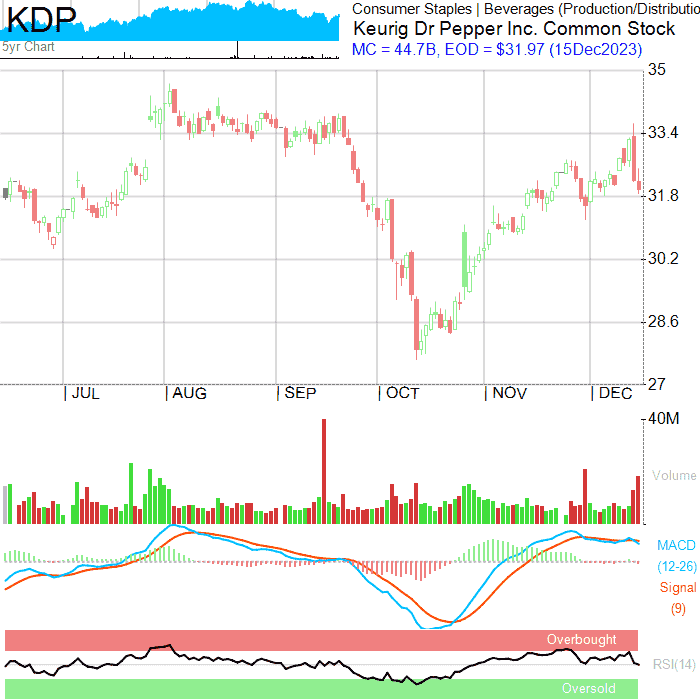 KDP
5yr Chart
Consumer Staples | Beverages (Production/Distributio
Keurig Dr Pepper Inc. Common Stock
MC = 44.7B, EOD = $31.97 (15Dec2023)
35
33.4
31.8
30.2
28.6
27
| JUL | AUG | SEP | OCT | NOV | DEC
40M
Volume
MACD
(12-26)
Signal
(9)
Overbought
RSI(14)
Oversold